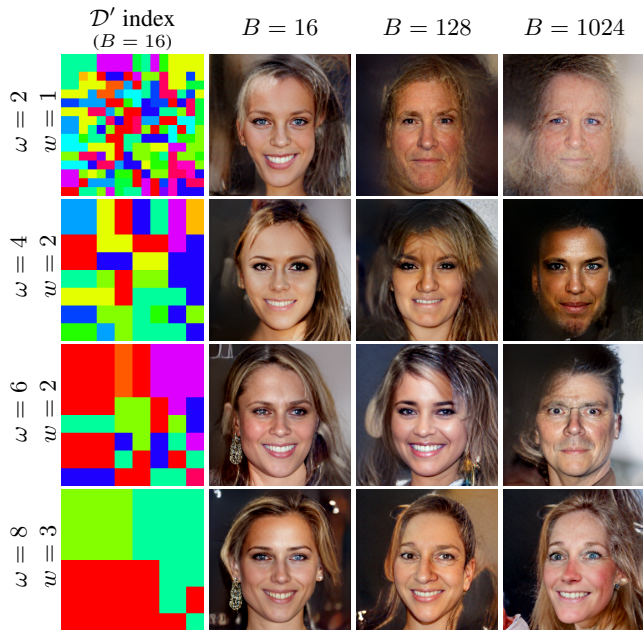 𝒟′ index
(B = 16)
B = 16
B = 128
B = 1024
ω = 2
w = 1
ω = 4
w = 2
ω = 6
w = 2
ω = 8
w = 3